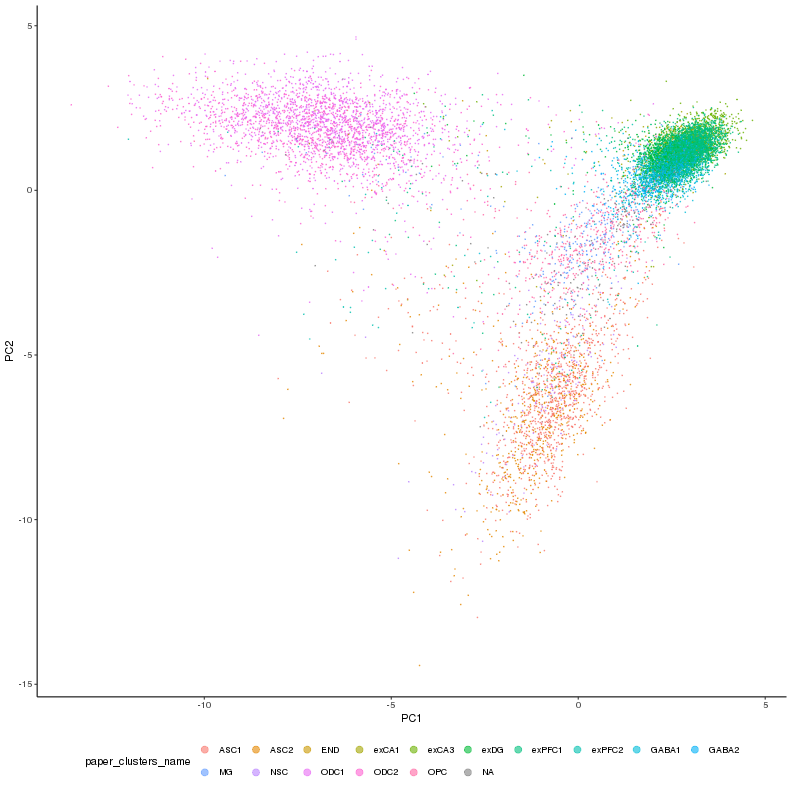 5
0
-5
-10
-15
PC2
-10 -5 0 5
PC1
paper_clusters_name
ASC1 ASC2 END exCA1 exCA3 exDG exPFC1 exPFC2 GABA1 GABA2
MG NSC ODC1 ODC2 OPC NA